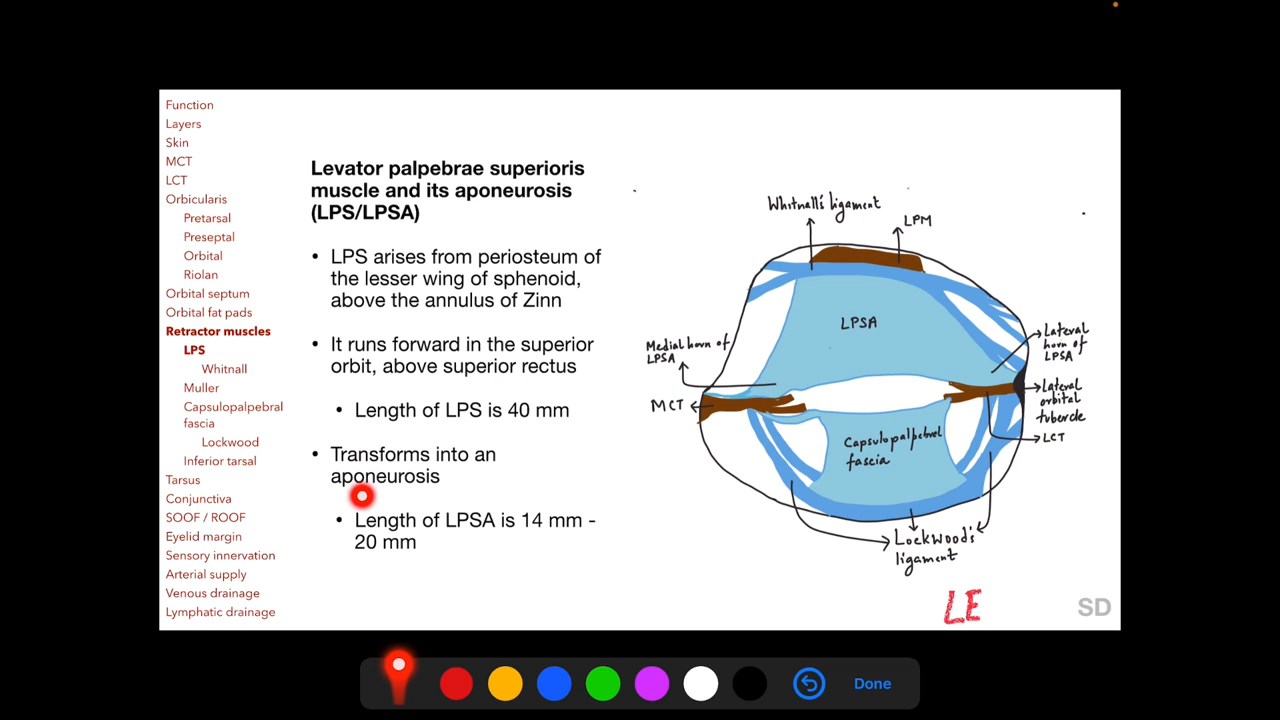 Function
Layers
Skin
MCT
LCT
Orbicularis
Pretarsal
Preseptal
Orbital
Riolan
Orbital septum
Orbital fat pads
Retractor muscles
LPS
Whitnall
Muller
Capsulopalpebral
fascia
Lockwood
Inferior tarsal
Tarsus
Conjunctiva
SOOF / ROOF
Eyelid margin
Sensory innervation
Arterial supply
Venous drainage
Lymphatic drainage
Levator palpebrae superioris
muscle and its aponeurosis
(LPS/LPSA)
• LPS arises from periosteum of
the lesser wing of sphenoid,
above the annulus of Zinn
• It runs forward in the superior
orbit, above superior rectus
• Length of LPS is 40 mm
• Transforms into an
aponeurosis
• Length of LPSA is 14 mm -
20 mm
Whitnall's ligament
LPM
LPSA
Medial horn of
LPSA
Lateral
horn of
LPSA
MCT
Lateral
orbital
tubercle
LCT
Capsulopalpebral
fascia
Lockwood's
ligament
LE
SD
Done